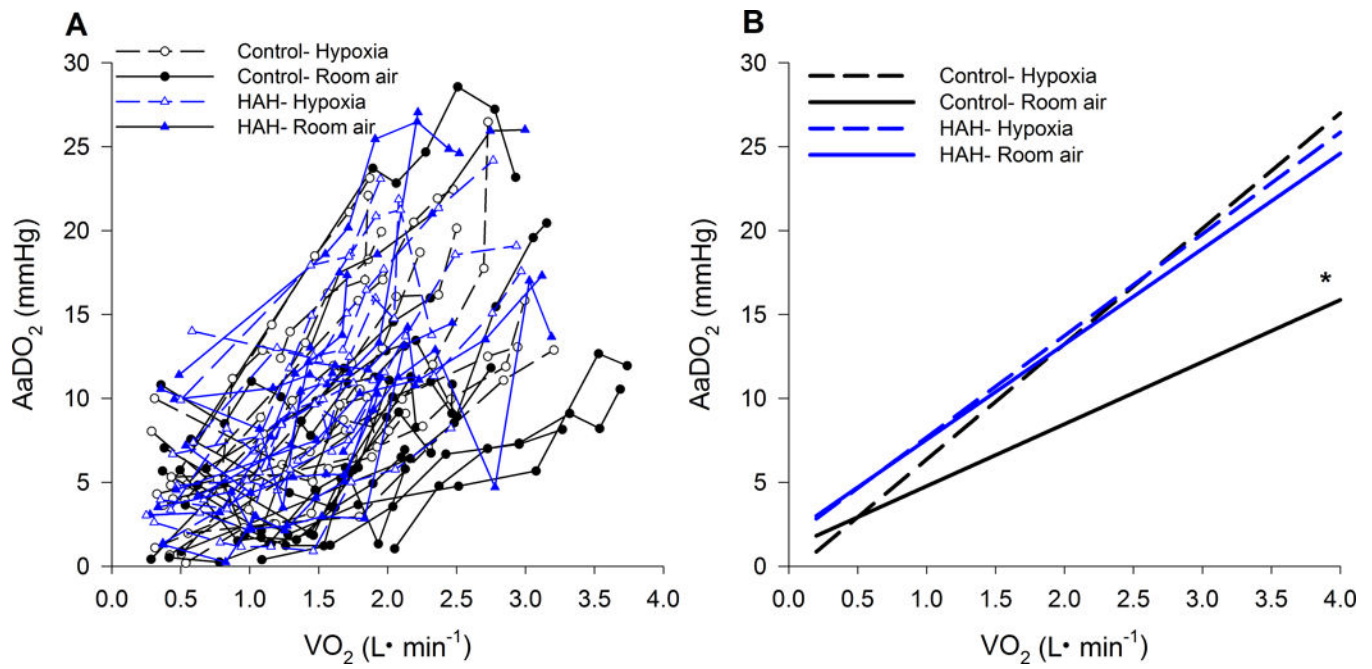 A
Control- Hypoxia
Control- Room air
HAH- Hypoxia
HAH- Room air
30
25
20
15
10
5
0
AaDO₂ (mmHg)
0.0 0.5 1.0 1.5 2.0 2.5 3.0 3.5 4.0
VO₂ (L• min⁻¹)
B
Control- Hypoxia
Control- Room air
HAH- Hypoxia
HAH- Room air
30
25
20
15
10
5
0
AaDO₂ (mmHg)
*
0.0 0.5 1.0 1.5 2.0 2.5 3.0 3.5 4.0
VO₂ (L• min⁻¹)